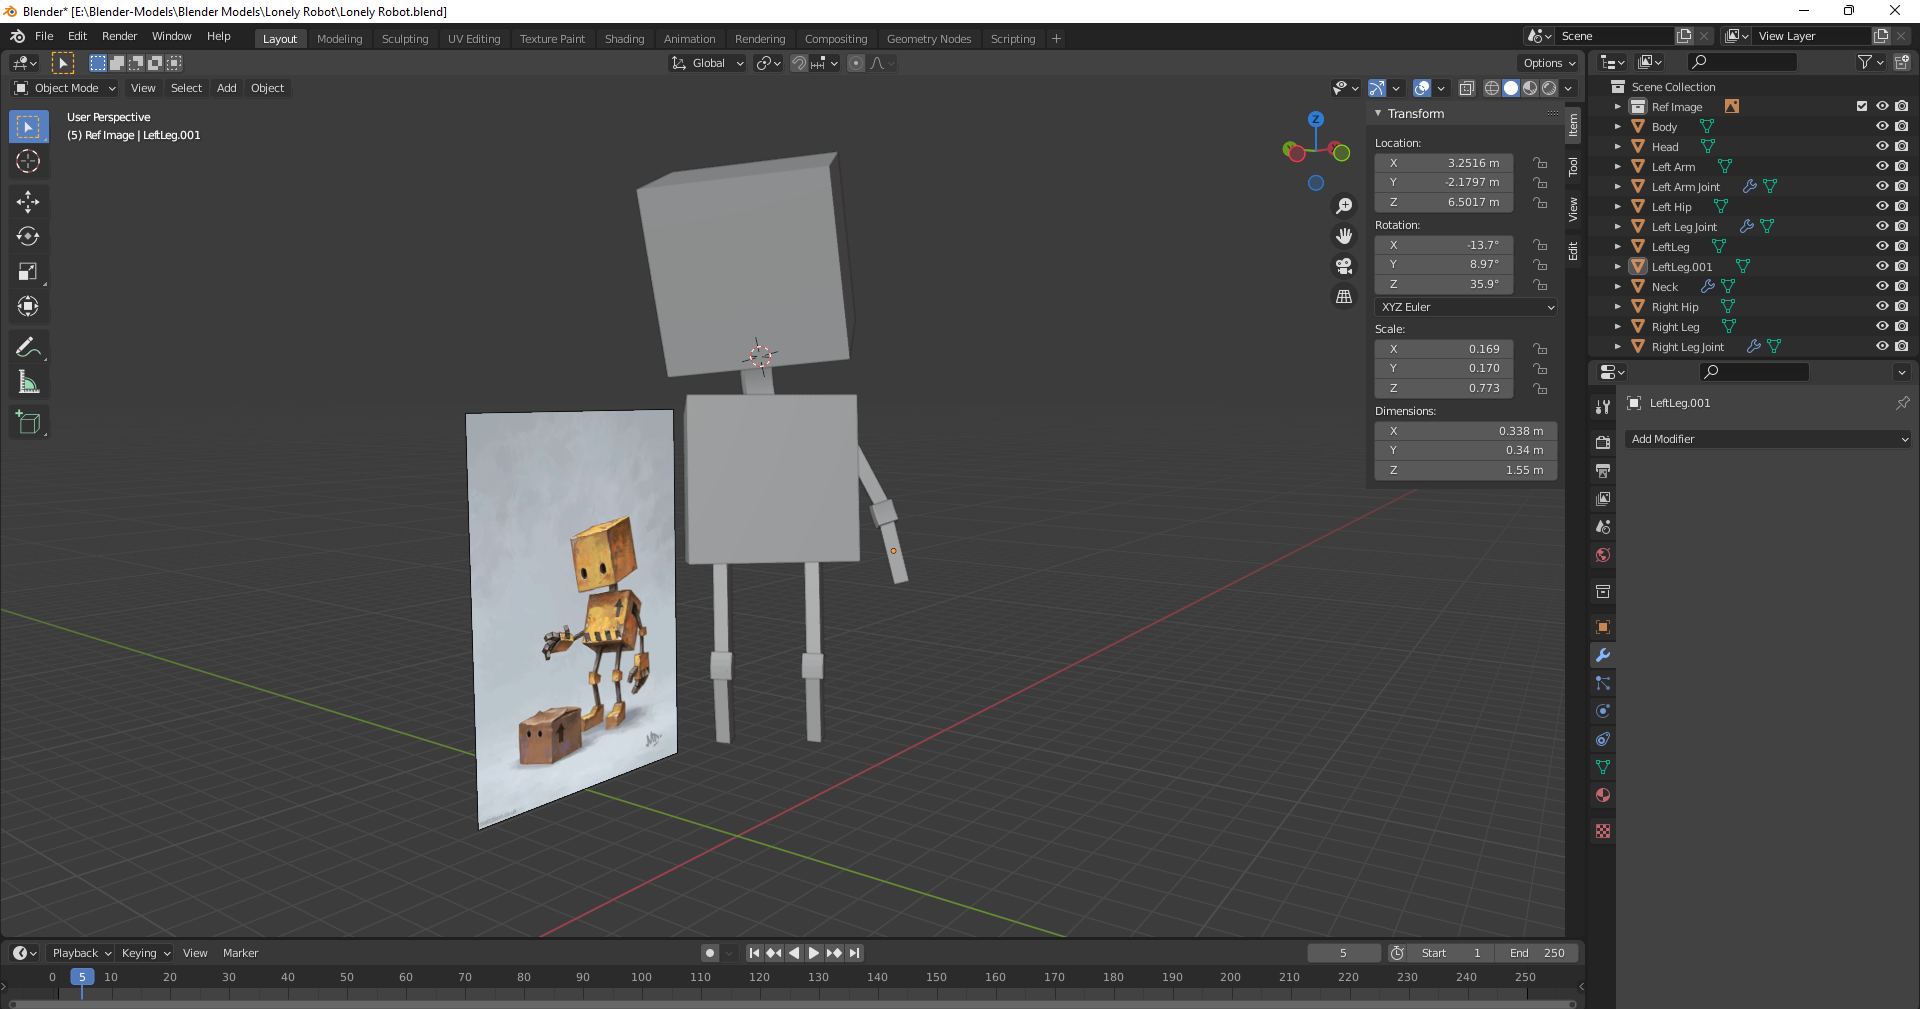 Blender* [E:\Blender-Models\Blender Models\Lonely Robot\Lonely Robot.blend]
File Edit Render Window Help Layout Modeling Sculpting UV Editing Texture Paint Shading Animation Rendering Compositing Geometry Nodes Scripting + Scene View Layer
Global Options
Object Mode View Select Add Object
User Perspective
(5) Ref Image | LeftLeg.001
Z
Transform
Location:
X 3.2516 m
Y -2.1797 m
Z 6.5017 m
Rotation:
X -13.7°
Y 8.97°
Z 35.9°
XYZ Euler
Scale:
X 0.169
Y 0.170
Z 0.773
Dimensions:
X 0.338 m
Y 0.34 m
Z 1.55 m
Item
Tool
View
Edit
Scene Collection
Ref Image
Body
Head
Left Arm
Left Arm Joint
Left Hip
Left Leg Joint
LeftLeg
LeftLeg.001
Neck
Right Hip
Right Leg
Right Leg Joint
LeftLeg.001
Add Modifier
Playback Keying View Marker 5 Start 1 End 250
0 5 10 20 30 40 50 60 70 80 90 100 110 120 130 140 150 160 170 180 190 200 210 220 230 240 250